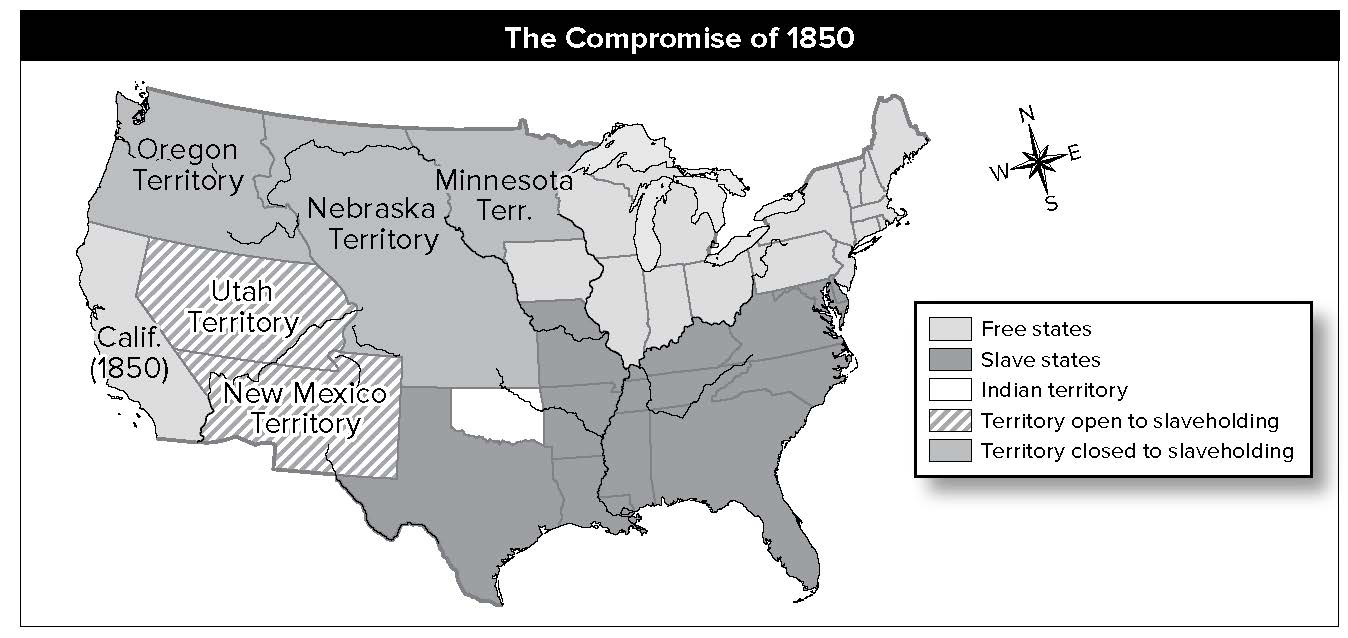 The Compromise of 1850
Oregon
Territory
Nebraska
Territory
Minnesota
Terr.
Utah
Territory
Calif.
(1850)
New Mexico
Territory
N
W
E
S
Free states
Slave states
Indian territory
Territory open to slaveholding
Territory closed to slaveholding